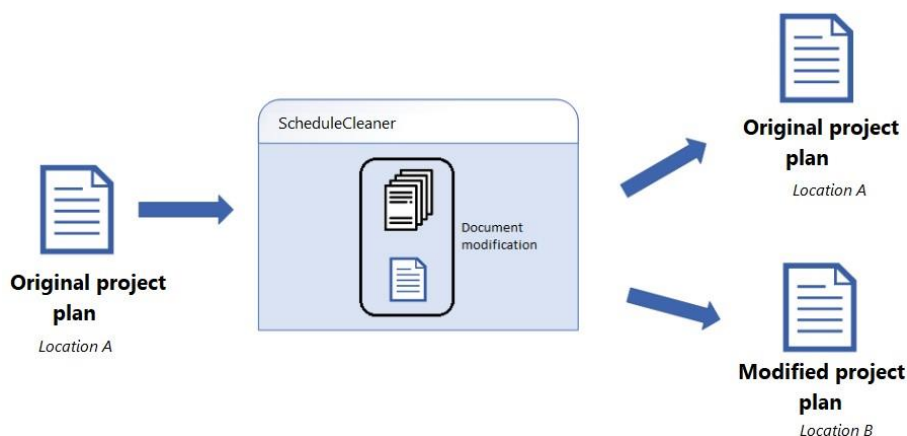 ScheduleCleaner
Document
modification
Original project
plan
Location A
Original project
plan
Location A
Modified project
plan
Location B